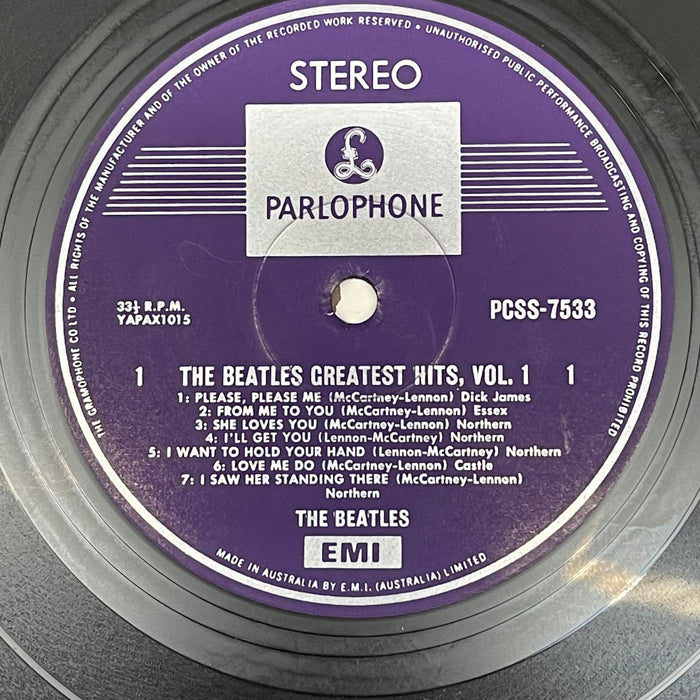 THE GRAMOPHONE CO LTD • ALL RIGHTS OF THE MANUFACTURER AND OF THE OWNER OF THE RECORDED WORK RESERVED • UNAUTHORISED PUBLIC PERFORMANCE BROADCASTING AND COPYING OF THIS RECORD PROHIBITED
STEREO
£
PARLOPHONE
33⅓ R.P.M.
YAPAX1015
PCSS-7533
1 THE BEATLES GREATEST HITS, VOL. 1 1
1: PLEASE, PLEASE ME (McCartney-Lennon) Dick James
2: FROM ME TO YOU (McCartney-Lennon) Essex
3: SHE LOVES YOU (McCartney-Lennon) Northern
4: I'LL GET YOU (Lennon-McCartney) Northern
5: I WANT TO HOLD YOUR HAND (Lennon-McCartney) Northern
6: LOVE ME DO (McCartney-Lennon) Castle
7: I SAW HER STANDING THERE (McCartney-Lennon)
Northern
THE BEATLES
EMI
MADE IN AUSTRALIA BY E.M.I. (AUSTRALIA) LIMITED